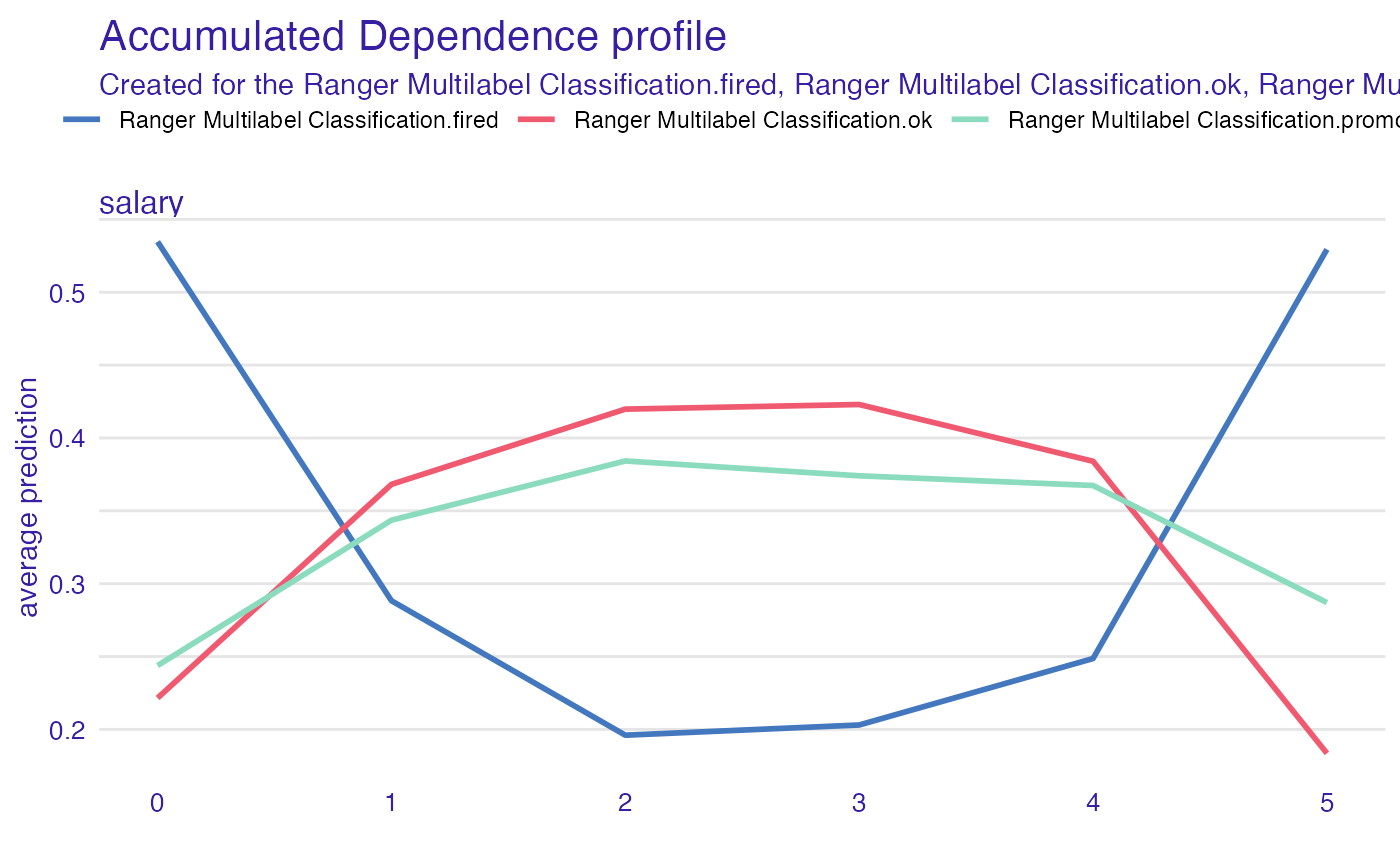 Accumulated Dependence profile
Created for the Ranger Multilabel Classification.fired, Ranger Multilabel Classification.ok, Ranger Mu
Ranger Multilabel Classification.fired Ranger Multilabel Classification.ok Ranger Multilabel Classification.promo
salary
0.5
0.4
0.3
0.2
average prediction
0 1 2 3 4 5